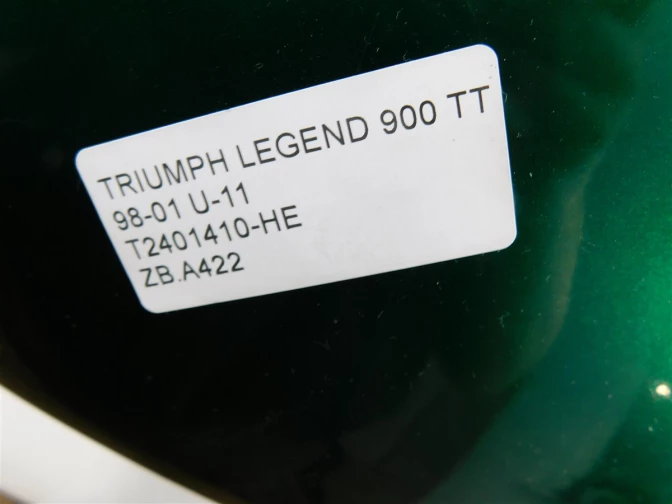 TRIUMPH LEGEND 900 TT
98-01 U-11
T2401410-HE
ZB.A422